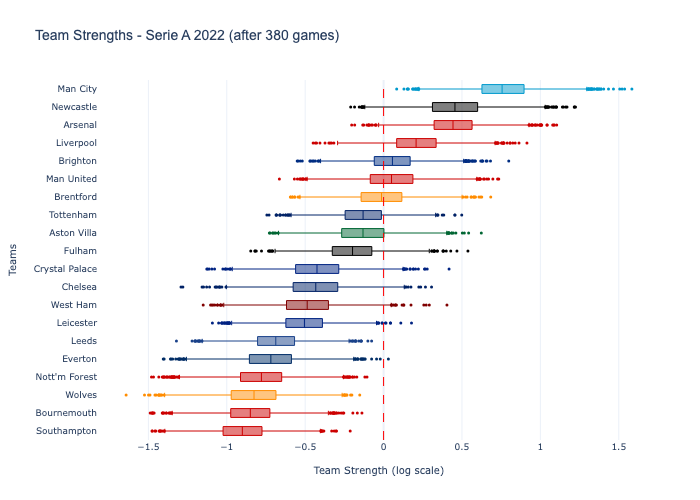 Team Strengths - Serie A 2022 (after 380 games)
Man City
Newcastle
Arsenal
Liverpool
Brighton
Man United
Brentford
Tottenham
Aston Villa
Fulham
Crystal Palace
Chelsea
West Ham
Leicester
Leeds
Everton
Nott'm Forest
Wolves
Bournemouth
Southampton
Teams
−1.5 −1 −0.5 0 0.5 1 1.5
Team Strength (log scale)